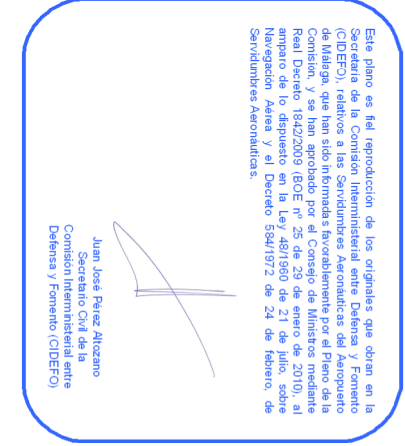 Este plano es fiel reproducción de los originales que obran en la
Secretaría de la Comisión Interministerial entre Defensa y Fomento
(CIDEFO), relativos a las Servidumbres Aeronáuticas del Aeropuerto
de Málaga, que han sido informadas favorablemente por el Pleno de la
Comisión, y se han aprobado por el Consejo de Ministros mediante
Real Decreto 1842/2009 (BOE nº 25 de 29 de enero de 2010), al
amparo de lo dispuesto en la Ley 48/1960 de 21 de julio, sobre
Navegación Aérea y el Decreto 584/1972 de 24 de febrero, de
Servidumbres Aeronáuticas.
Juan José Pérez Altozano
Secretario Civil de la
Comisión Interministerial entre
Defensa y Fomento (CIDEFO)